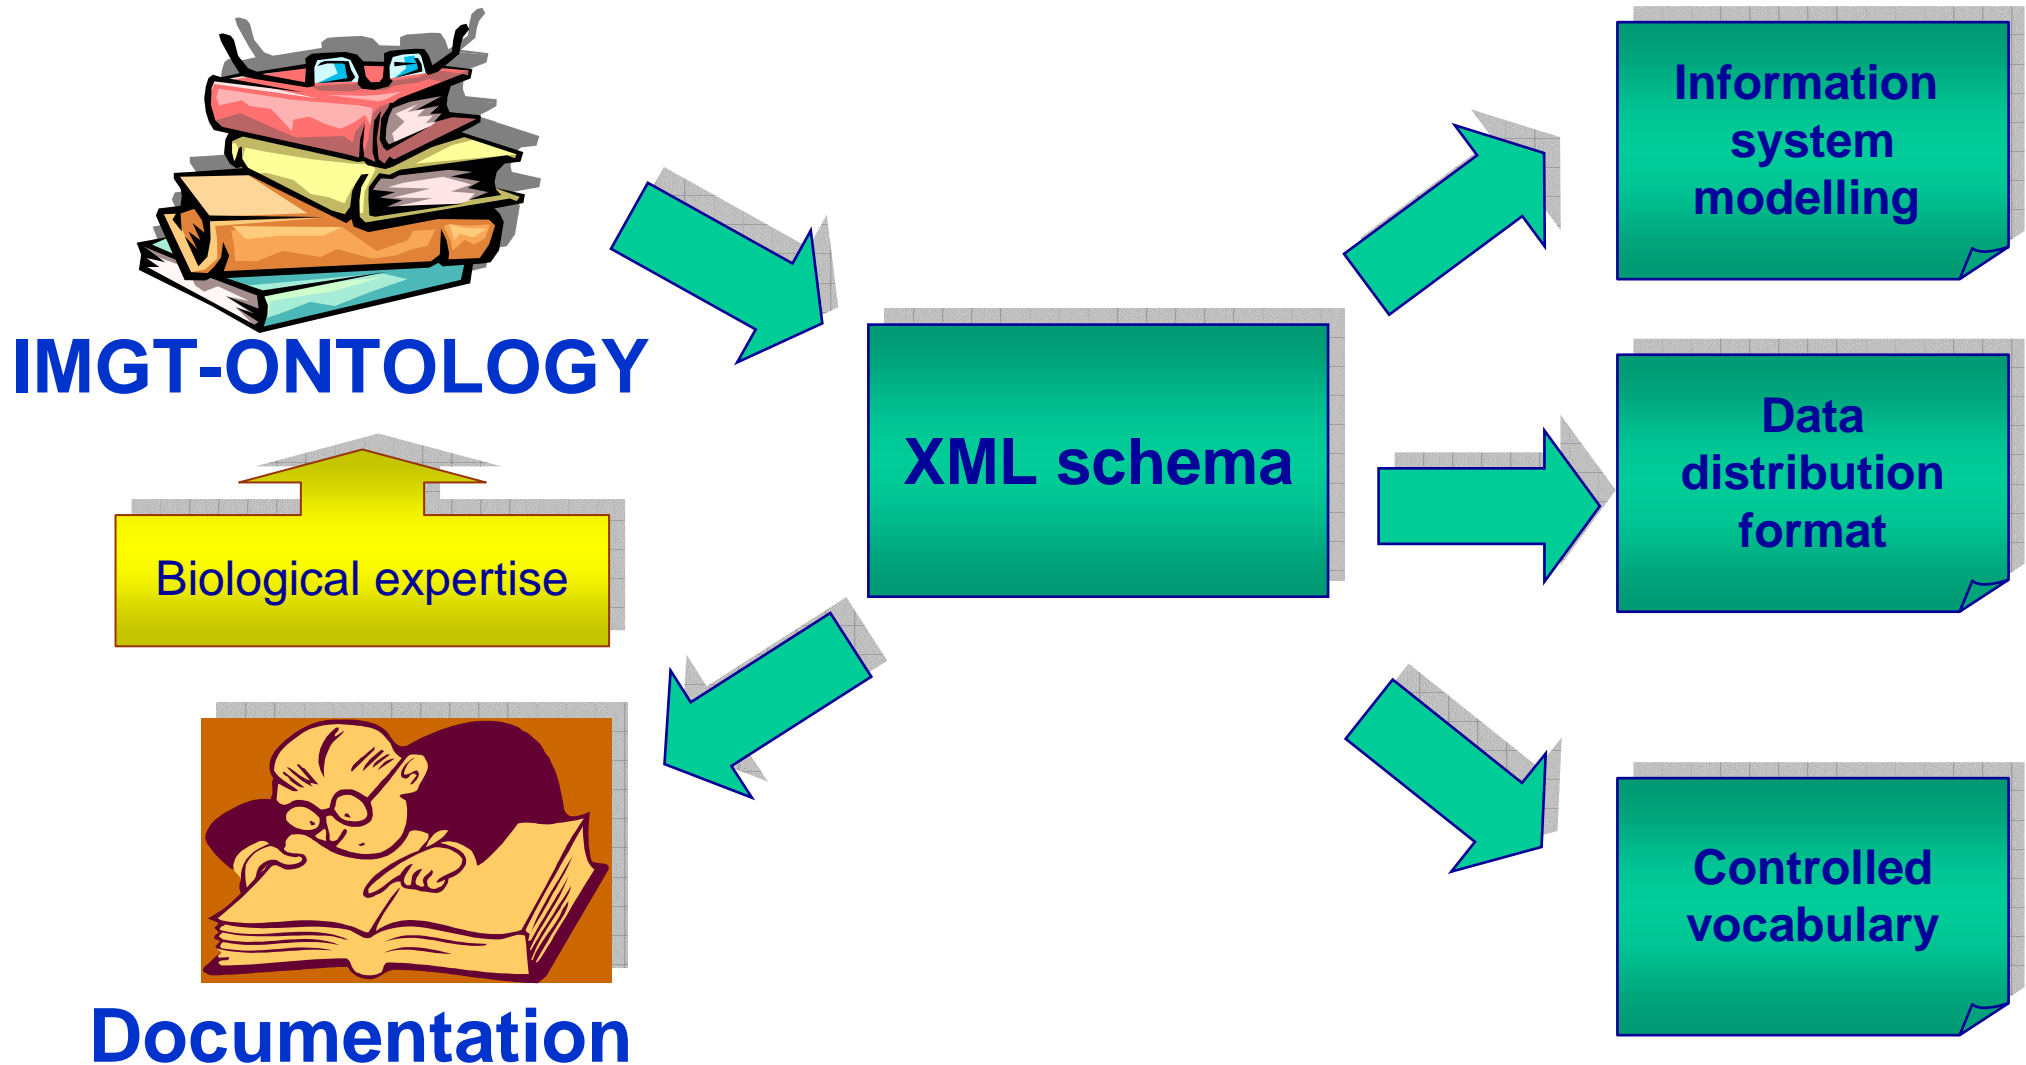 IMGT-ONTOLOGY
Biological expertise
Documentation
XML schema
Information
system
modelling
Data
distribution
format
Controlled
vocabulary